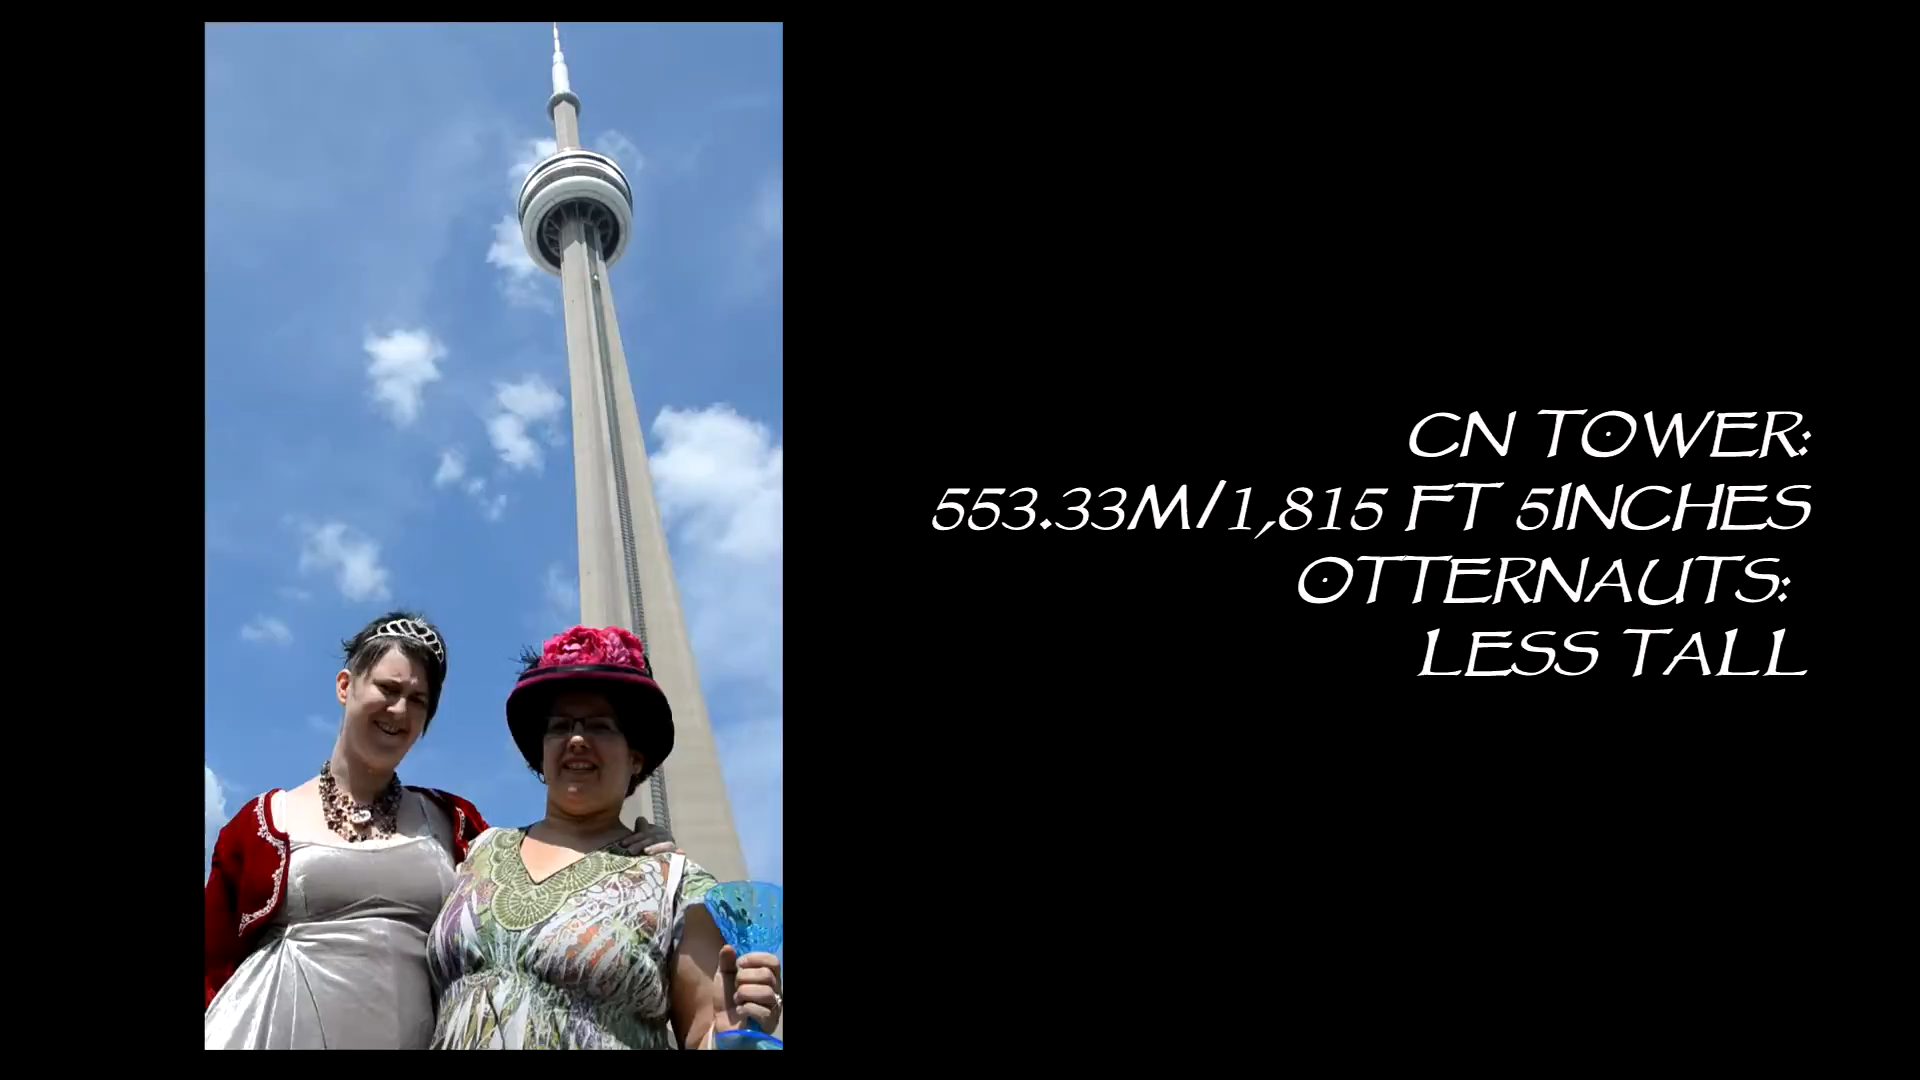 CN TOWER:
553.33M/1,815 FT 5INCHES
OTTERNAUTS:
LESS TALL